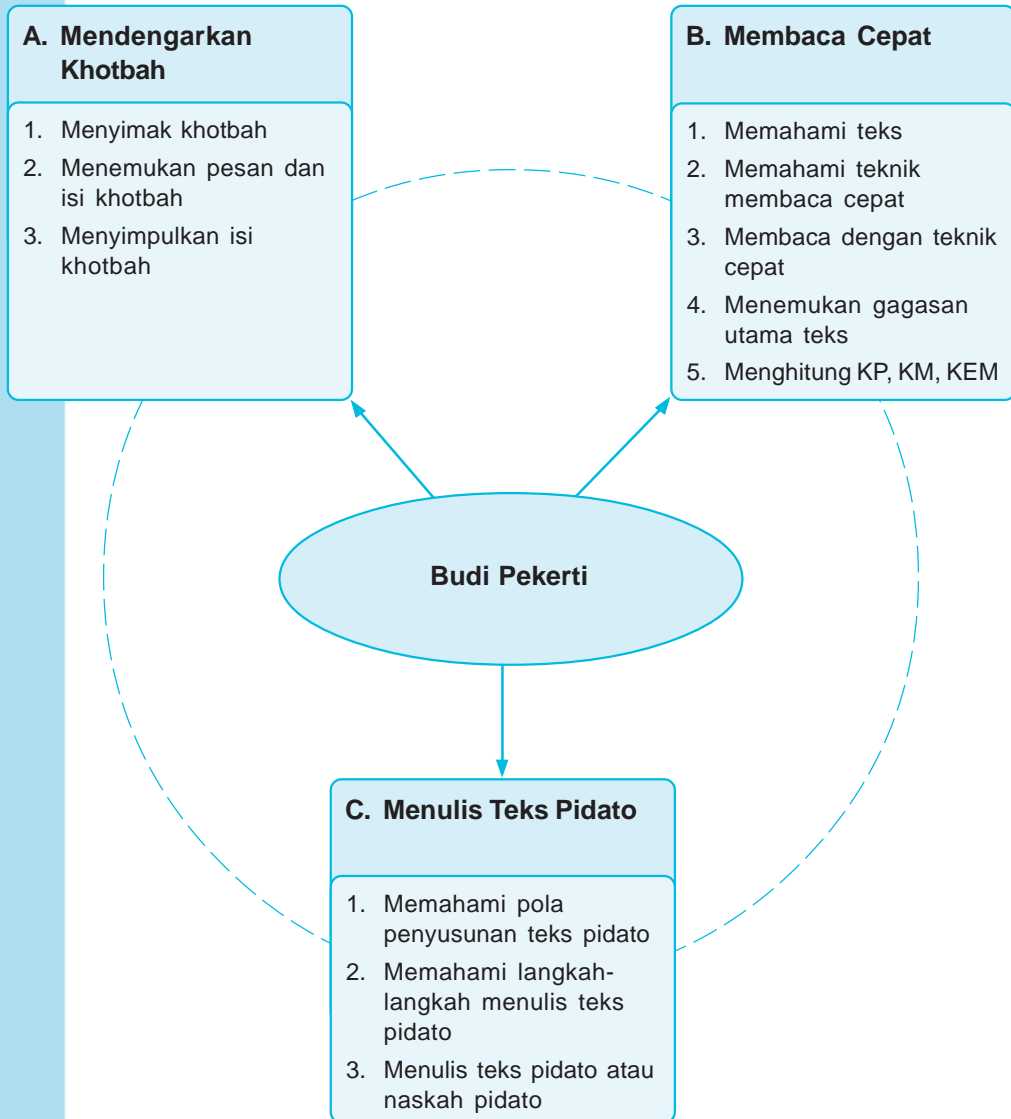 A. Mendengarkan
Khotbah
1. Menyimak khotbah
2. Menemukan pesan dan
isi khotbah
3. Menyimpulkan isi
khotbah
B. Membaca Cepat
1. Memahami teks
2. Memahami teknik
membaca cepat
3. Membaca dengan teknik
cepat
4. Menemukan gagasan
utama teks
5. Menghitung KP, KM, KEM
Budi Pekerti
C. Menulis Teks Pidato
1. Memahami pola
penyusunan teks pidato
2. Memahami langkah-
langkah menulis teks
pidato
3. Menulis teks pidato atau
naskah pidato